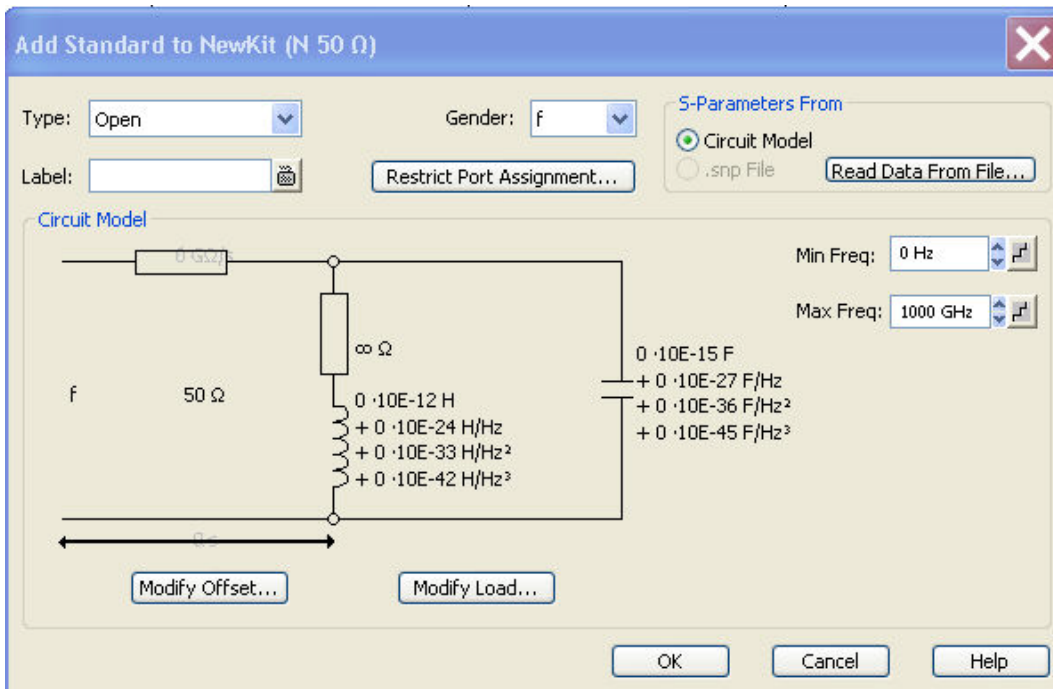 Add Standard to NewKit (N 50 Ω)
Type: Open
Gender: f
S-Parameters From
Circuit Model
.snp File
Read Data From File...
Label:
Restrict Port Assignment...
Circuit Model
0 GΩ/s
Min Freq: 0 Hz
Max Freq: 1000 GHz
∞ Ω
f
50 Ω
0 ·10E-12 H
+ 0 ·10E-24 H/Hz
+ 0 ·10E-33 H/Hz²
+ 0 ·10E-42 H/Hz³
0 ·10E-15 F
+ 0 ·10E-27 F/Hz
+ 0 ·10E-36 F/Hz²
+ 0 ·10E-45 F/Hz³
Modify Offset...
Modify Load...
OK
Cancel
Help